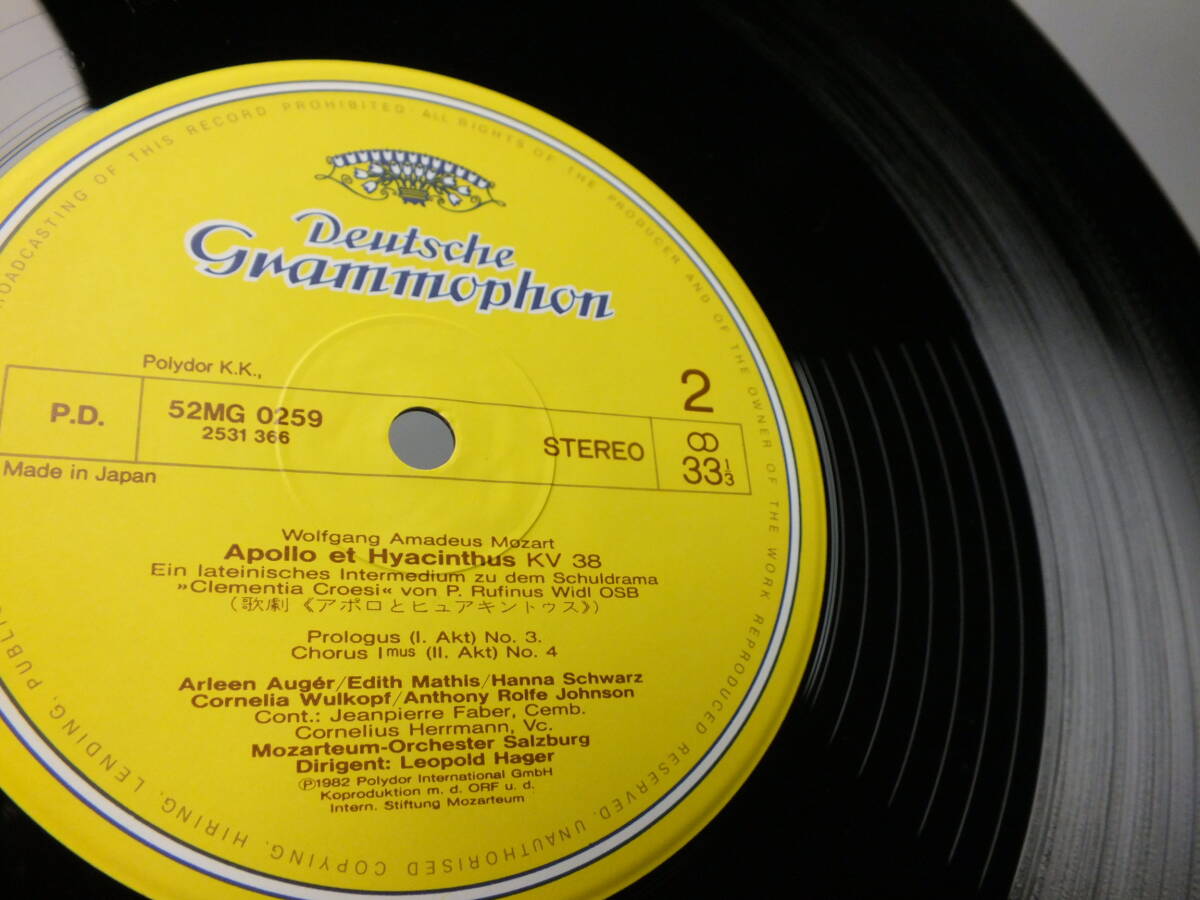 Deutsche
Grammophon
Polydor K.K.,
P.D.
52MG 0259
2531 366
STEREO
2
33⅓
Made in Japan
Wolfgang Amadeus Mozart
Apollo et Hyacinthus KV 38
Ein lateinisches Intermedium zu dem Schuldrama
»Clementia Croesi« von P. Rufinus Widl OSB
(歌劇《アポロとヒュアキントゥス》)
Prologus (I. Akt) No. 3.
Chorus Imus (II. Akt) No. 4
Arleen Augér/Edith Mathis/Hanna Schwarz
Cornelia Wulkopf/Anthony Rolfe Johnson
Cont.: Jeanpierre Faber, Cemb.
Cornelius Herrmann, Vc.
Mozarteum-Orchester Salzburg
Dirigent: Leopold Hager
Ⓟ1982 Polydor International GmbH
Koproduktion m. d. ORF u. d.
Intern. Stiftung Mozarteum
ALL RIGHTS OF THE PRODUCER AND OF THE OWNER OF THE WORK REPRODUCED RESERVED. UNAUTHORISED COPYING, HIRING, LENDING, BROADCASTING OF THIS RECORD PROHIBITED.